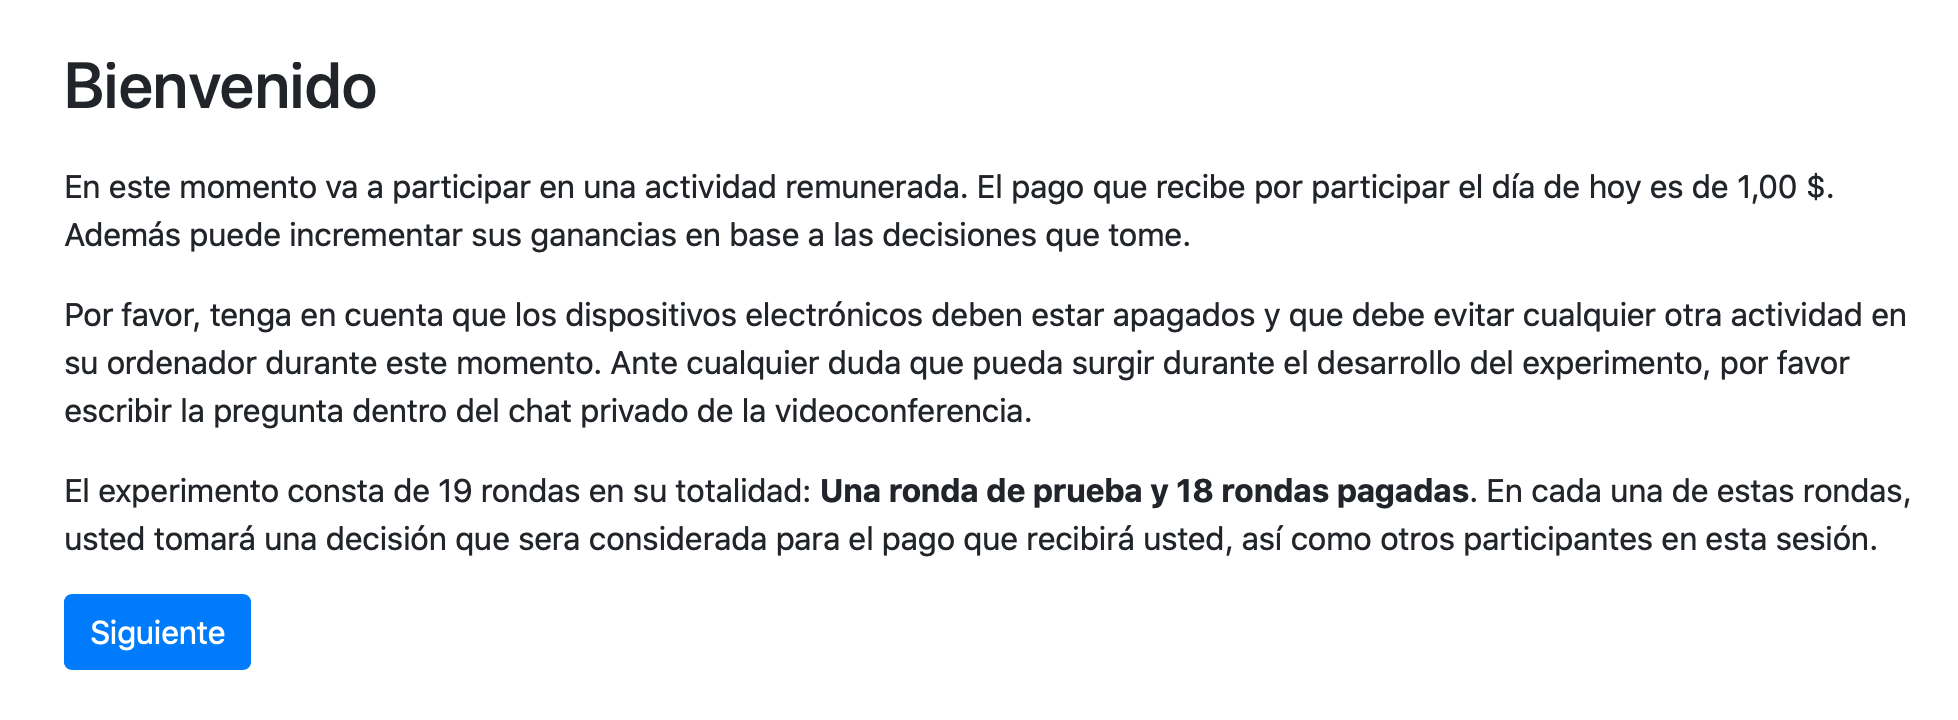 Bienvenido
En este momento va a participar en una actividad remunerada. El pago que recibe por participar el día de hoy es de 1,00 $.
Además puede incrementar sus ganancias en base a las decisiones que tome.
Por favor, tenga en cuenta que los dispositivos electrónicos deben estar apagados y que debe evitar cualquier otra actividad en
su ordenador durante este momento. Ante cualquier duda que pueda surgir durante el desarrollo del experimento, por favor
escribir la pregunta dentro del chat privado de la videoconferencia.
El experimento consta de 19 rondas en su totalidad: Una ronda de prueba y 18 rondas pagadas. En cada una de estas rondas,
usted tomará una decisión que sera considerada para el pago que recibirá usted, así como otros participantes en esta sesión.
Siguiente